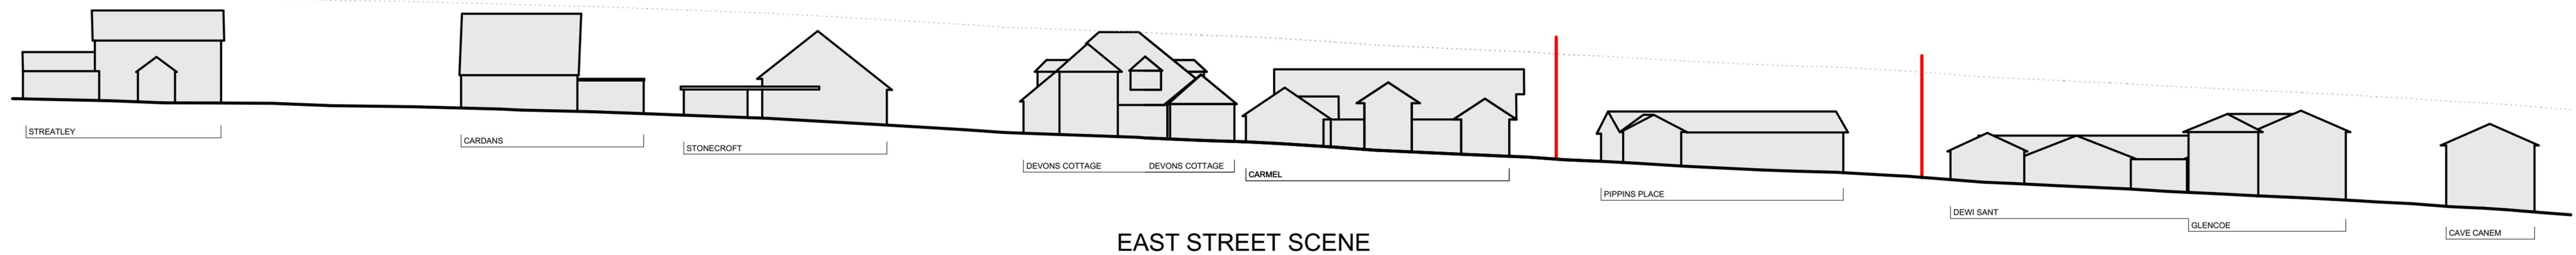 STREATLEY
CARDANS
STONECROFT
DEVONS COTTAGE
DEVONS COTTAGE
CARMEL
PIPPINS PLACE
DEWI SANT
GLENCOE
CAVE CANEM
EAST STREET SCENE